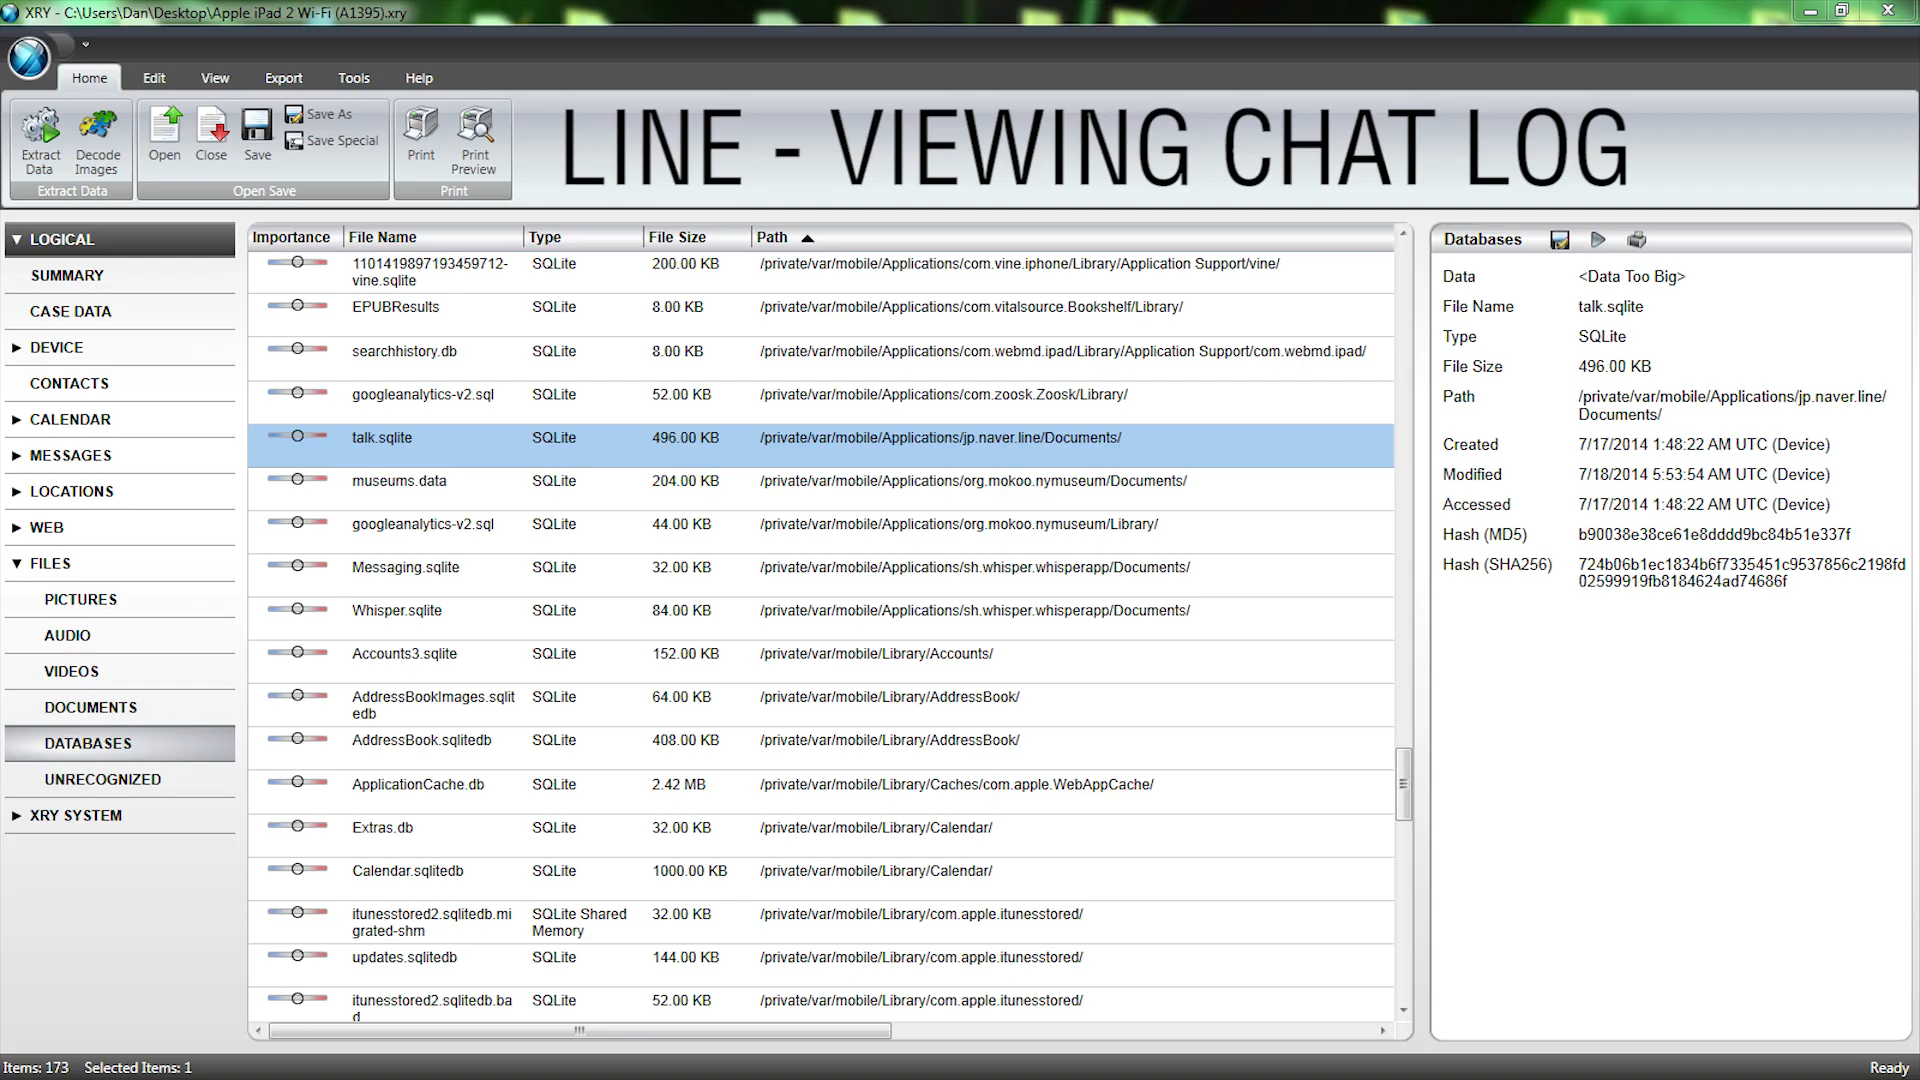 XRY - C:\Users\Dan\Desktop\Apple iPad 2 Wi-Fi (A1395).xry
Home Edit View Export Tools Help
Extract Data
Decode Images
Extract Data
Open
Close
Save
Save As
Save Special
Open Save
Print
Print Preview
Print
LINE - VIEWING CHAT LOG
LOGICAL
SUMMARY
CASE DATA
DEVICE
CONTACTS
CALENDAR
MESSAGES
LOCATIONS
WEB
FILES
PICTURES
AUDIO
VIDEOS
DOCUMENTS
DATABASES
UNRECOGNIZED
XRY SYSTEM
Importance File Name Type File Size Path
1101419897193459712-vine.sqlite SQLite 200.00 KB /private/var/mobile/Applications/com.vine.iphone/Library/Application Support/vine/
EPUBResults SQLite 8.00 KB /private/var/mobile/Applications/com.vitalsource.Bookshelf/Library/
searchhistory.db SQLite 8.00 KB /private/var/mobile/Applications/com.webmd.ipad/Library/Application Support/com.webmd.ipad/
googleanalytics-v2.sql SQLite 52.00 KB /private/var/mobile/Applications/com.zoosk.Zoosk/Library/
talk.sqlite SQLite 496.00 KB /private/var/mobile/Applications/jp.naver.line/Documents/
museums.data SQLite 204.00 KB /private/var/mobile/Applications/org.mokoo.nymuseum/Documents/
googleanalytics-v2.sql SQLite 44.00 KB /private/var/mobile/Applications/org.mokoo.nymuseum/Library/
Messaging.sqlite SQLite 32.00 KB /private/var/mobile/Applications/sh.whisper.whisperapp/Documents/
Whisper.sqlite SQLite 84.00 KB /private/var/mobile/Applications/sh.whisper.whisperapp/Documents/
Accounts3.sqlite SQLite 152.00 KB /private/var/mobile/Library/Accounts/
AddressBookImages.sqlitedb SQLite 64.00 KB /private/var/mobile/Library/AddressBook/
AddressBook.sqlitedb SQLite 408.00 KB /private/var/mobile/Library/AddressBook/
ApplicationCache.db SQLite 2.42 MB /private/var/mobile/Library/Caches/com.apple.WebAppCache/
Extras.db SQLite 32.00 KB /private/var/mobile/Library/Calendar/
Calendar.sqlitedb SQLite 1000.00 KB /private/var/mobile/Library/Calendar/
itunesstored2.sqlitedb.migrated-shm SQLite Shared Memory 32.00 KB /private/var/mobile/Library/com.apple.itunesstored/
updates.sqlitedb SQLite 144.00 KB /private/var/mobile/Library/com.apple.itunesstored/
itunesstored2.sqlitedb.bad SQLite 52.00 KB /private/var/mobile/Library/com.apple.itunesstored/
Databases
Data <Data Too Big>
File Name talk.sqlite
Type SQLite
File Size 496.00 KB
Path /private/var/mobile/Applications/jp.naver.line/
Documents/
Created 7/17/2014 1:48:22 AM UTC (Device)
Modified 7/18/2014 5:53:54 AM UTC (Device)
Accessed 7/17/2014 1:48:22 AM UTC (Device)
Hash (MD5) b90038e38ce61e8dddd9bc84b51e337f
Hash (SHA256) 724b06b1ec1834b6f7335451c9537856c2198fd
02599919fb8184624ad74686f
Items: 173 Selected Items: 1
Ready